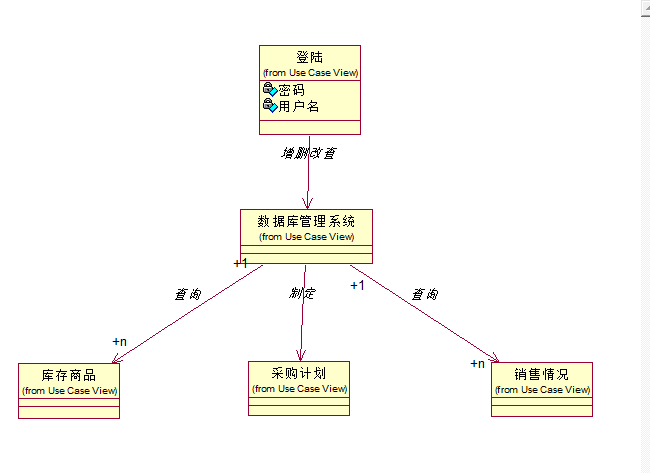 登陆
(from Use Case View)
密码
用户名
增删改查
数据库管理系统
(from Use Case View)
+1
+1
查询
制定
查询
+n
+n
库存商品
(from Use Case View)
采购计划
(from Use Case View)
销售情况
(from Use Case View)